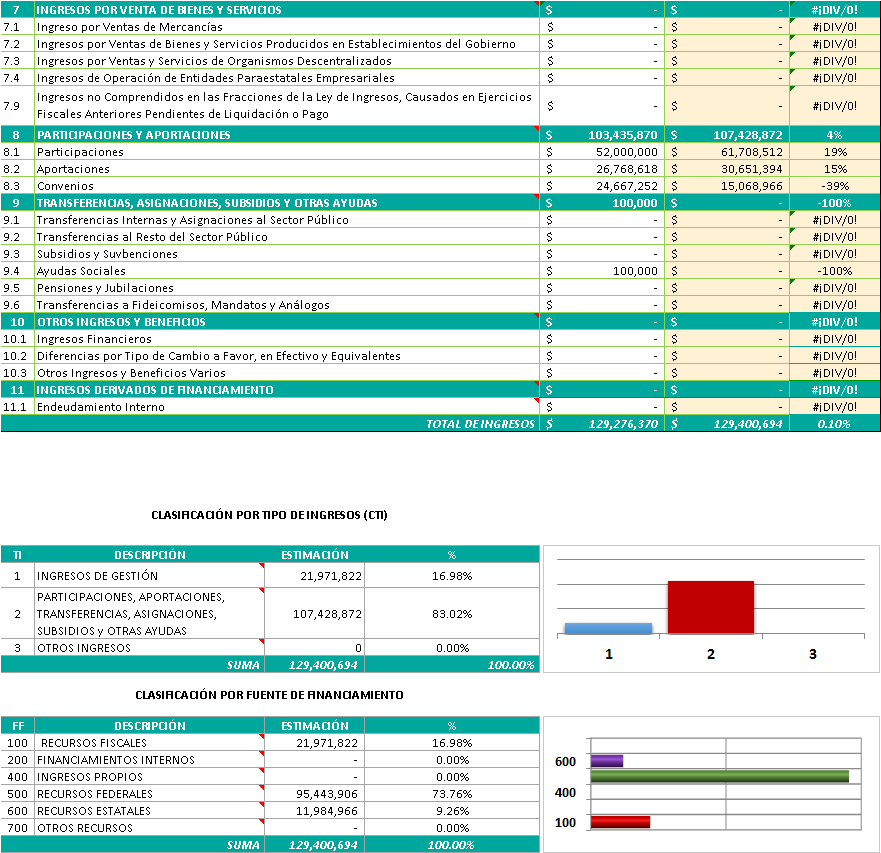 7 INGRESOS POR VENTA DE BIENES Y SERVICIOS $ - $ - #¡DIV/0!
7.1 Ingreso por Ventas de Mercancías $ - $ - #¡DIV/0!
7.2 Ingresos por Ventas de Bienes y Servicios Producidos en Establecimientos del Gobierno $ - $ - #¡DIV/0!
7.3 Ingresos por Ventas y Servicios de Organismos Descentralizados $ - $ - #¡DIV/0!
7.4 Ingresos de Operación de Entidades Paraestatales Empresariales $ - $ - #¡DIV/0!
7.9 Ingresos no Comprendidos en las Fracciones de la Ley de Ingresos, Causados en Ejercicios
Fiscales Anteriores Pendientes de Liquidación o Pago $ - $ - #¡DIV/0!
8 PARTICIPACIONES Y APORTACIONES $ 103,435,870 $ 107,428,872 4%
8.1 Participaciones 52,000,000 61,708,512 19%
8.2 Aportaciones 26,768,618 30,651,394 15%
8.3 Convenios 24,667,252 15,068,966 -39%
9 TRANSFERENCIAS, ASIGNACIONES, SUBSIDIOS Y OTRAS AYUDAS $ 100,000 $ - -100%
9.1 Transferencias Internas y Asignaciones al Sector Público $ - $ - #¡DIV/0!
9.2 Transferencias al Resto del Sector Público $ - $ - #¡DIV/0!
9.3 Subsidios y Suvbenciones $ - $ - #¡DIV/0!
9.4 Ayudas Sociales $ 100,000 $ - -100%
9.5 Pensiones y Jubilaciones $ - $ - #¡DIV/0!
9.6 Transferencias a Fideicomisos, Mandatos y Análogos $ - $ - #¡DIV/0!
10 OTROS INGRESOS Y BENEFICIOS $ - $ - #¡DIV/0!
10.1 Ingresos Financieros $ - $ - #¡DIV/0!
10.2 Diferencias por Tipo de Cambio a Favor, en Efectivo y Equivalentes $ - $ - #¡DIV/0!
10.3 Otros Ingresos y Beneficios Varios $ - $ - #¡DIV/0!
11 INGRESOS DERIVADOS DE FINANCIAMIENTO $ - $ - #¡DIV/0!
11.1 Endeudamiento Interno $ - $ - #¡DIV/0!
TOTAL DE INGRESOS $ 129,276,370 $ 129,400,694 0.10%
CLASIFICACIÓN POR TIPO DE INGRESOS (CTI)
TI DESCRIPCIÓN ESTIMACIÓN %
1 INGRESOS DE GESTIÓN 21,971,822 16.98%
PARTICIPACIONES, APORTACIONES,
2 TRANSFERENCIAS, ASIGNACIONES, 107,428,872 83.02%
SUBSIDIOS y OTRAS AYUDAS
3 OTROS INGRESOS 0 0.00%
SUMA 129,400,694 100.00%
1 2 3
CLASIFICACIÓN POR FUENTE DE FINANCIAMIENTO
FF DESCRIPCIÓN ESTIMACIÓN %
100 RECURSOS FISCALES 21,971,822 16.98%
200 FINANCIAMIENTOS INTERNOS - 0.00%
400 INGRESOS PROPIOS - 0.00%
500 RECURSOS FEDERALES 95,443,906 73.76%
600 RECURSOS ESTATALES 11,984,966 9.26%
700 OTROS RECURSOS - 0.00%
SUMA 129,400,694 100.00%
600
400
100